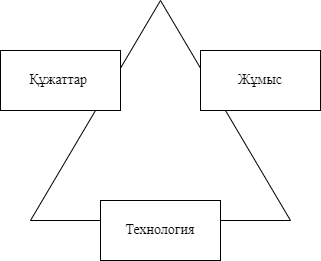 Құжаттар
Жұмыс
Технология